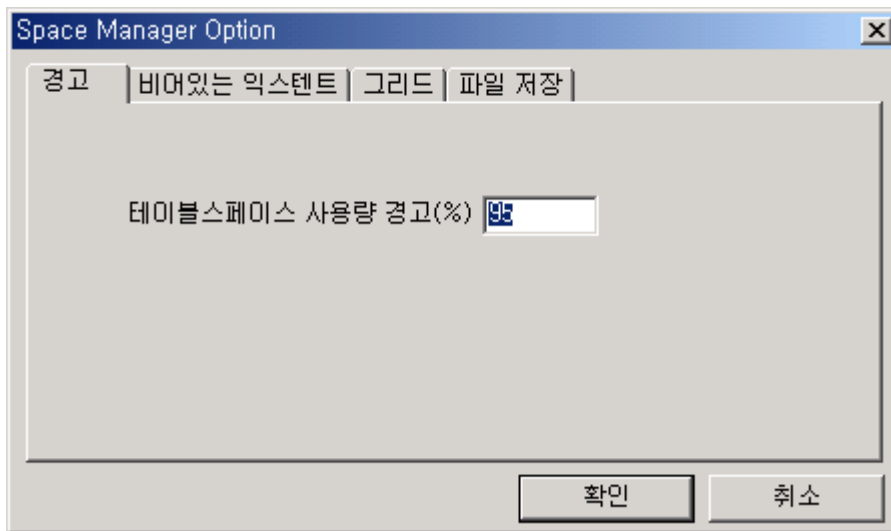 Space Manager Option
경고 비어있는 익스텐트 그리드 파일 저장
테이블스페이스 사용량 경고(%) 95
확인 취소